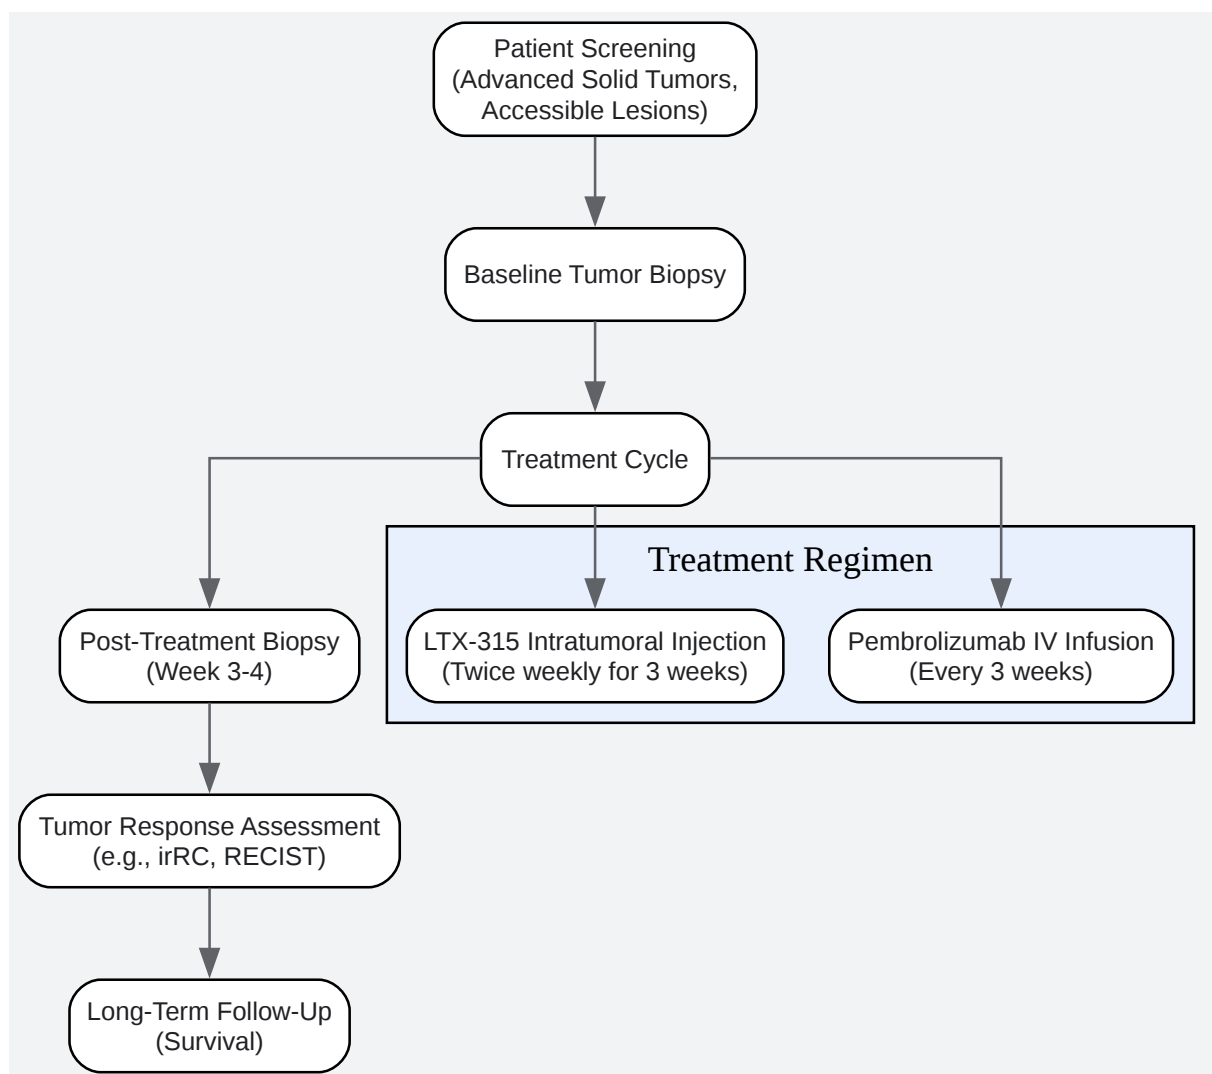 Patient Screening
(Advanced Solid Tumors,
Accessible Lesions)
Baseline Tumor Biopsy
Treatment Cycle
Treatment Regimen
Post-Treatment Biopsy
(Week 3-4)
LTX-315 Intratumoral Injection
(Twice weekly for 3 weeks)
Pembrolizumab IV Infusion
(Every 3 weeks)
Tumor Response Assessment
(e.g., irRC, RECIST)
Long-Term Follow-Up
(Survival)